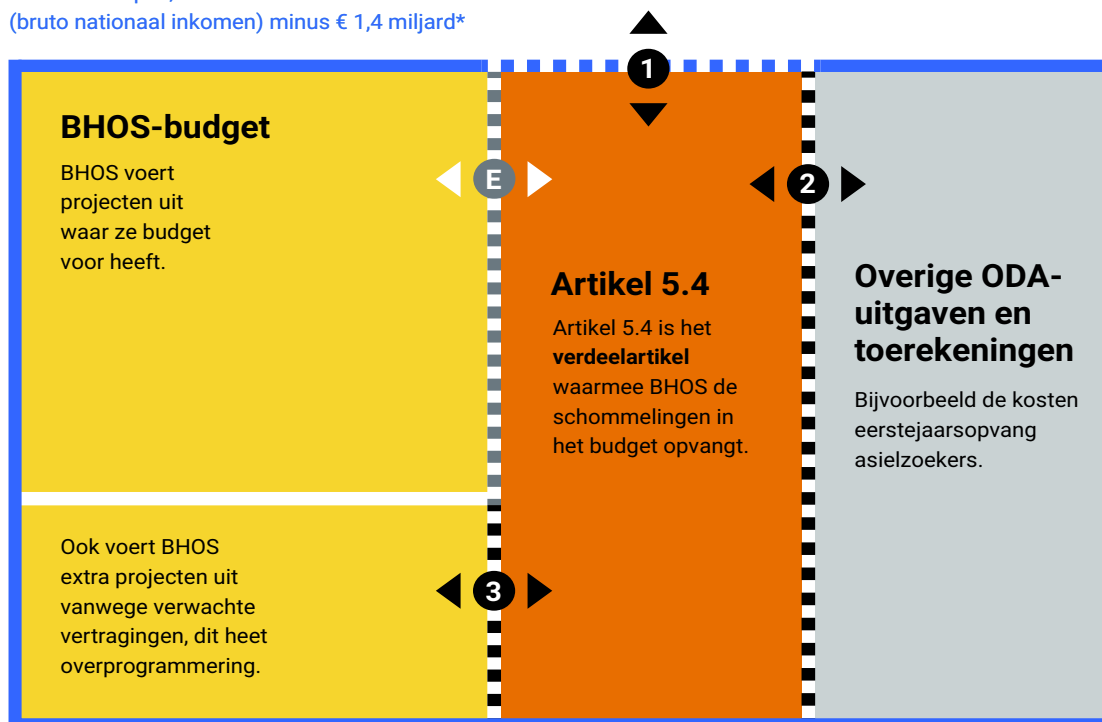 (bruto nationaal inkomen) minus € 1,4 miljard*
1
BHOS-budget
BHOS voert
projecten uit
waar ze budget
voor heeft.
E
2
Artikel 5.4
Artikel 5.4 is het
verdeelartikel
waarmee BHOS de
schommelingen in
het budget opvangt.
Overige ODA-
uitgaven en
toerekeningen
Bijvoorbeeld de kosten
eerstejaarsopvang
asielzoekers.
Ook voert BHOS
extra projecten uit
vanwege verwachte
vertragingen, dit heet
overprogrammering.
3